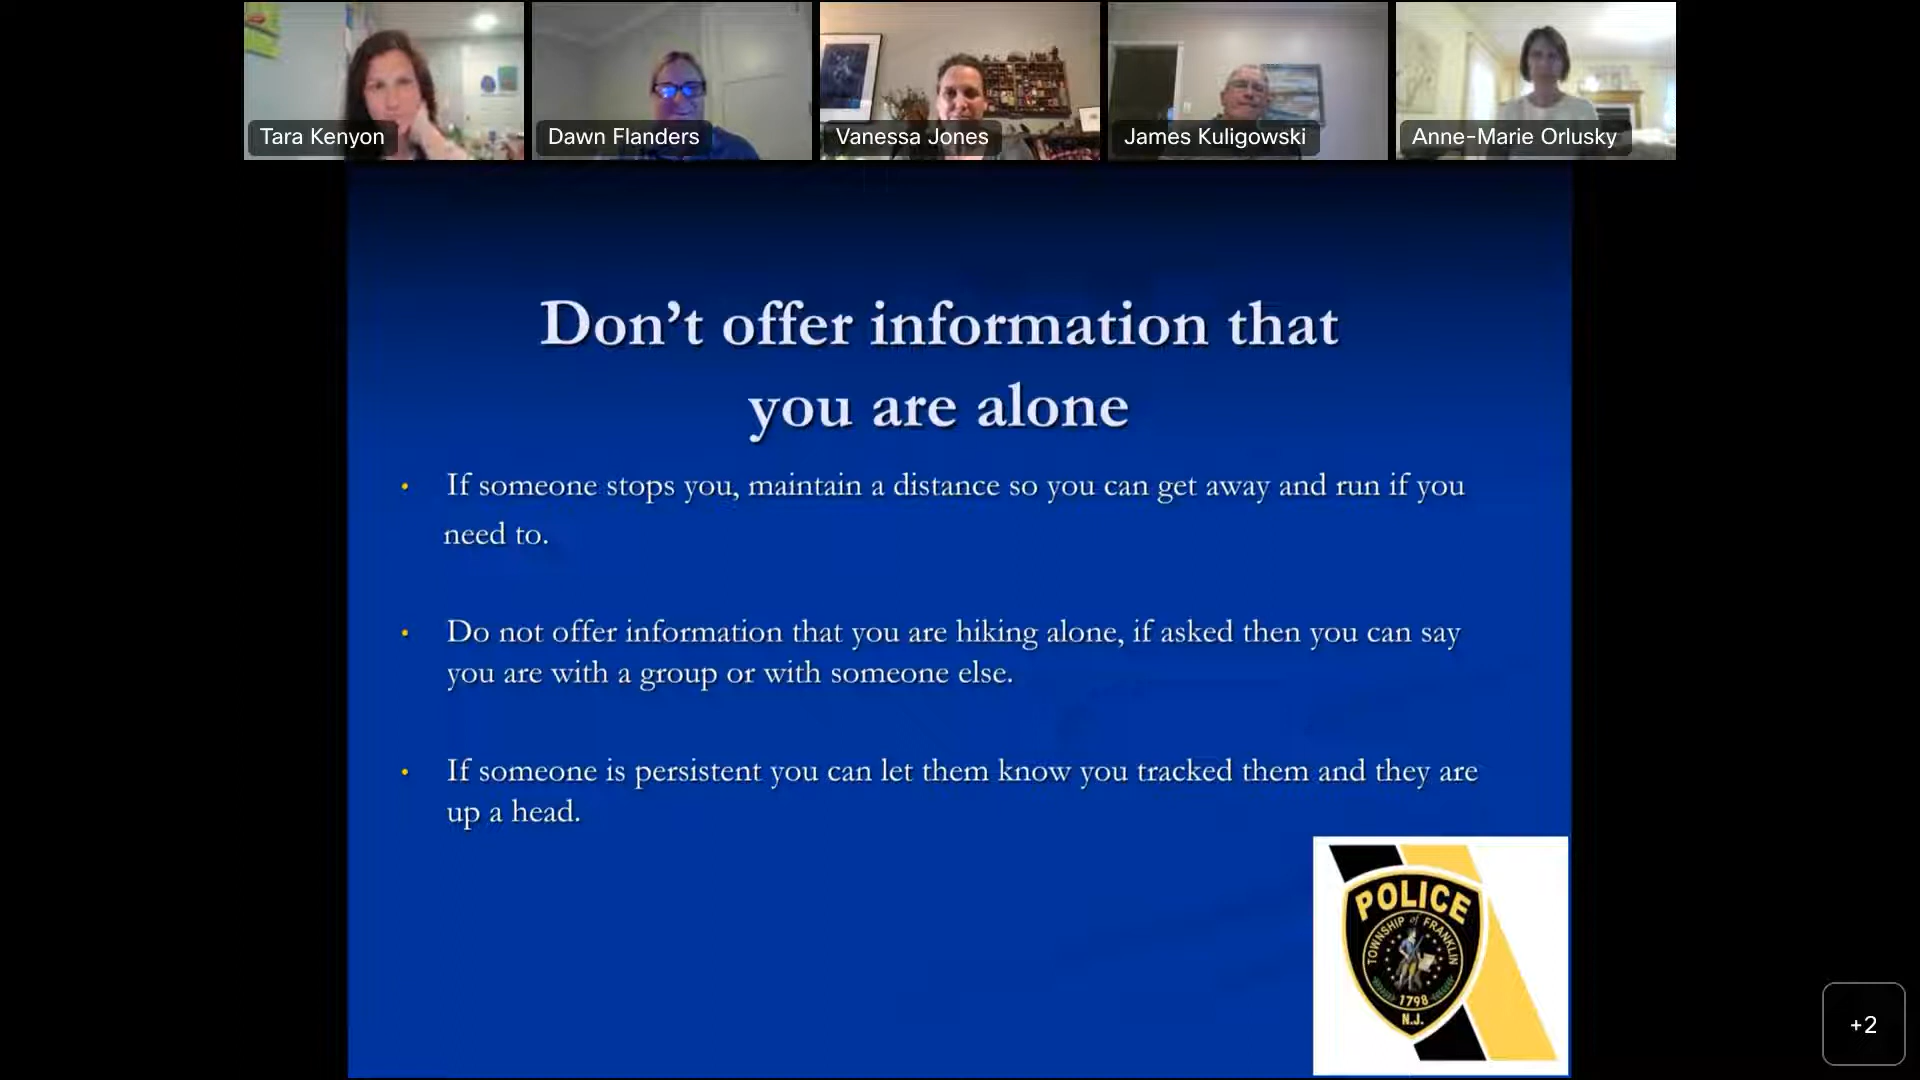 Tara Kenyon
Dawn Flanders
Vanessa Jones
James Kuligowski
Anne-Marie Orlusky
Don't offer information that
you are alone
• If someone stops you, maintain a distance so you can get away and run if you
need to.
• Do not offer information that you are hiking alone, if asked then you can say
you are with a group or with someone else.
• If someone is persistent you can let them know you tracked them and they are
up a head.
POLICE
TOWNSHIP of FRANKLIN
1798
N.J.
+2